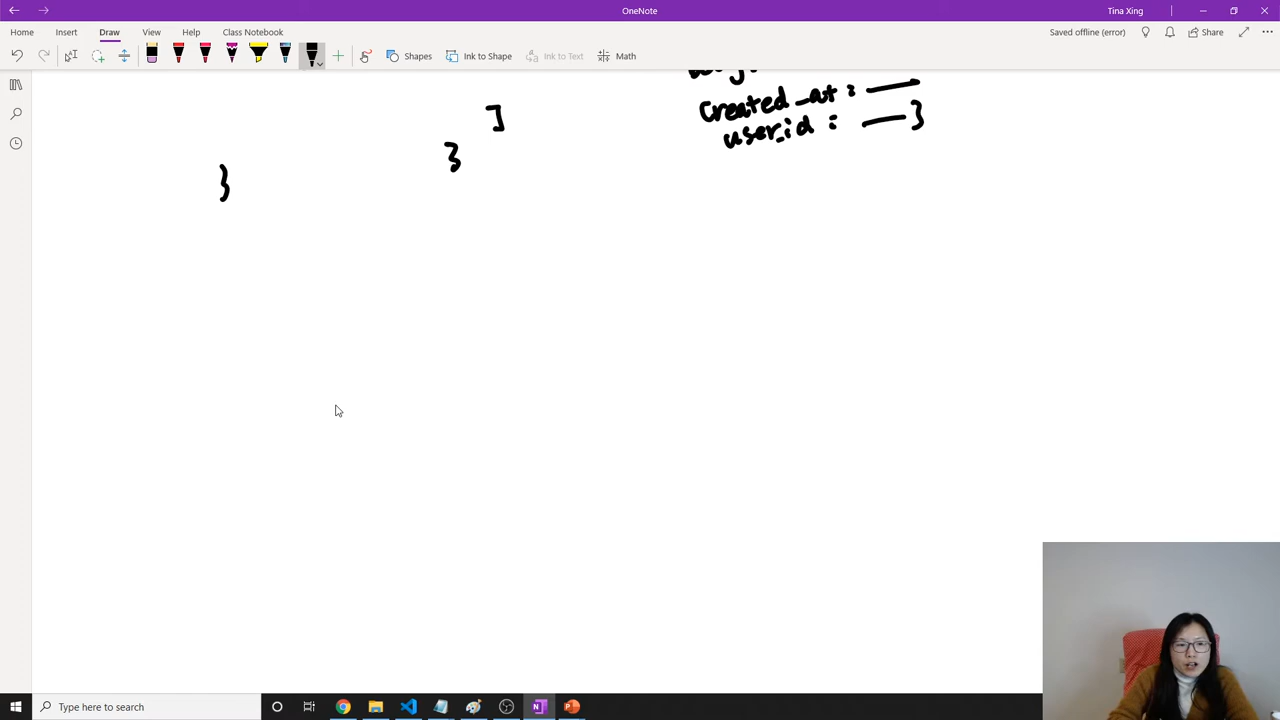 OneNote
Tina Xing
Home Insert Draw View Help Class Notebook
Saved offline (error) Share
Shapes Ink to Shape Ink to Text Math
created_at : —
]
user_id : — }
}
}
Type here to search